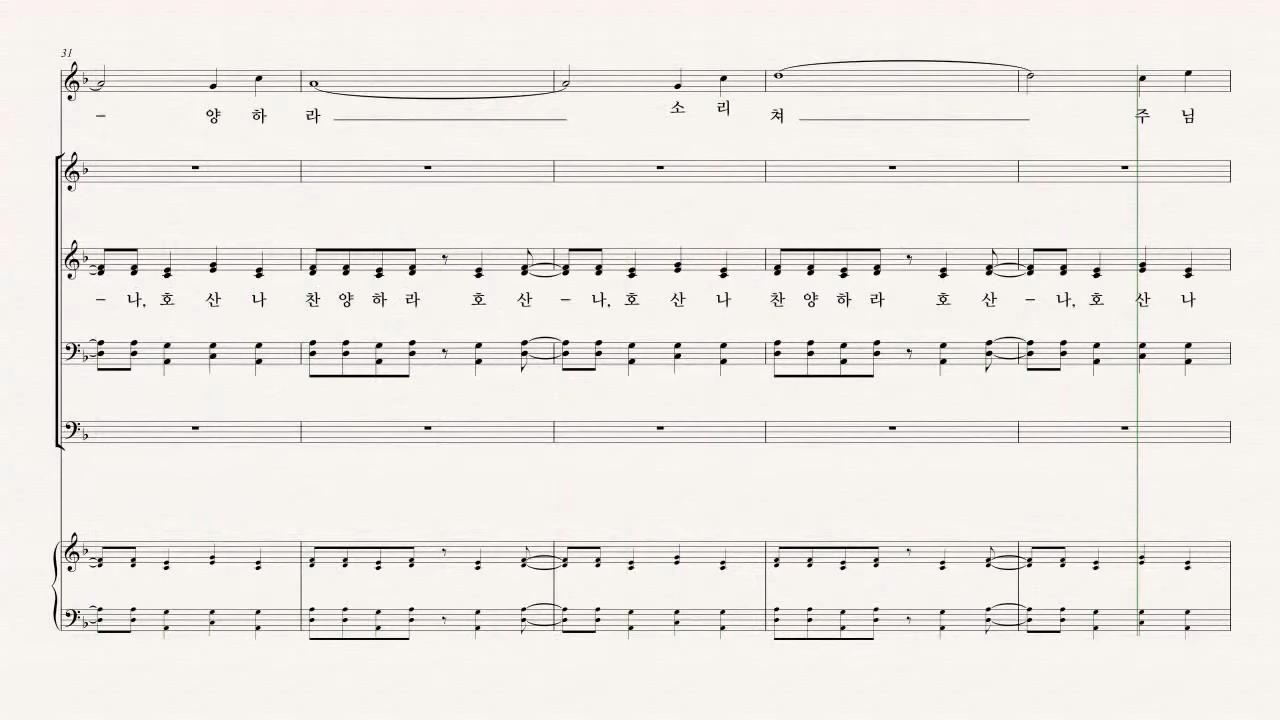 31
– 양 하 라 소 리 쳐 주 님
– 나, 호 산 나 찬 양 하 라 호 산 – 나, 호 산 나 찬 양 하 라 호 산 – 나, 호 산 나